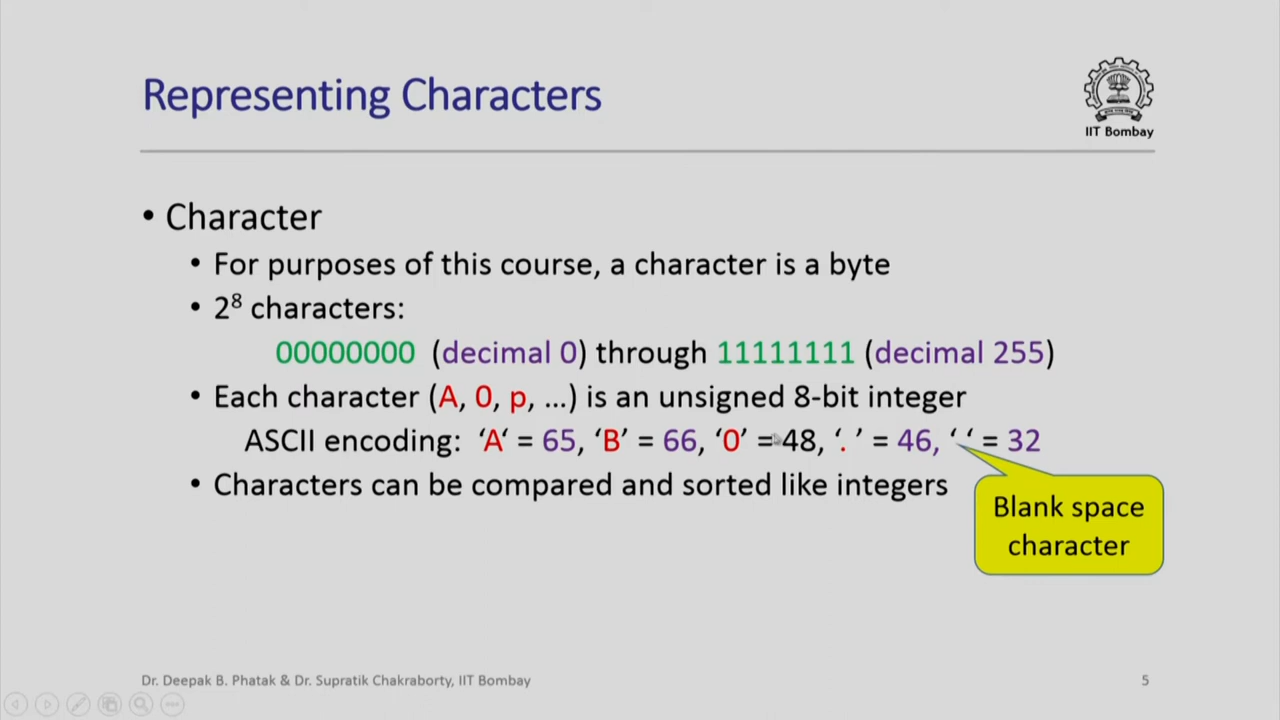 Representing Characters
IIT Bombay
• Character
• For purposes of this course, a character is a byte
• 2⁸ characters:
00000000 (decimal 0) through 11111111 (decimal 255)
• Each character (A, 0, p, ...) is an unsigned 8-bit integer
ASCII encoding: ‘A‘ = 65, ‘B’ = 66, ‘0’ = 48, ‘. ’ = 46, ‘ ‘ = 32
• Characters can be compared and sorted like integers
Blank space
character
Dr. Deepak B. Phatak & Dr. Supratik Chakraborty, IIT Bombay
5